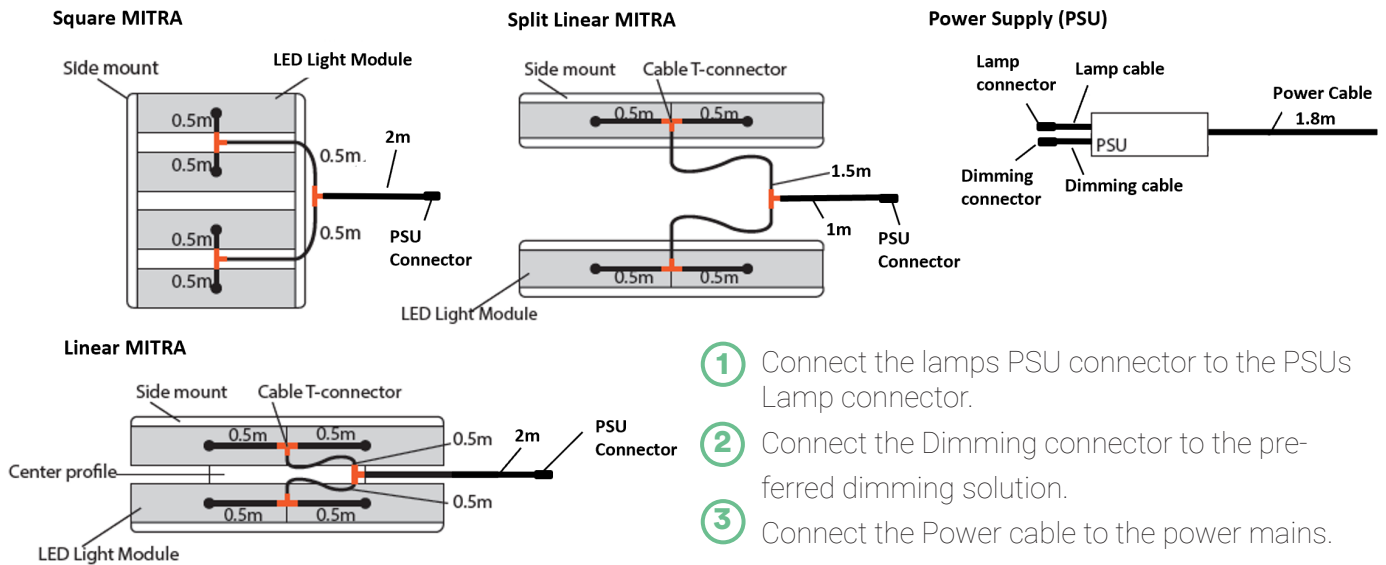 Square MITRA
Side mount
LED Light Module
0.5m
0.5m
0.5m
0.5m
0.5m.
0.5m
2m
PSU
Connector
Split Linear MITRA
Side mount
Cable T-connector
0.5m
0.5m
1.5m
1m
PSU
Connector
0.5m
0.5m
LED Light Module
Power Supply (PSU)
Lamp
connector
Lamp cable
Power Cable
1.8m
PSU
Dimming
connector
Dimming cable
Linear MITRA
Side mount
Cable T-connector
0.5m
0.5m
0.5m
2m
PSU
Connector
Center profile
0.5m
0.5m
0.5m
LED Light Module
1 Connect the lamps PSU connector to the PSUs
Lamp connector.
2 Connect the Dimming connector to the pre-
ferred dimming solution.
3 Connect the Power cable to the power mains.